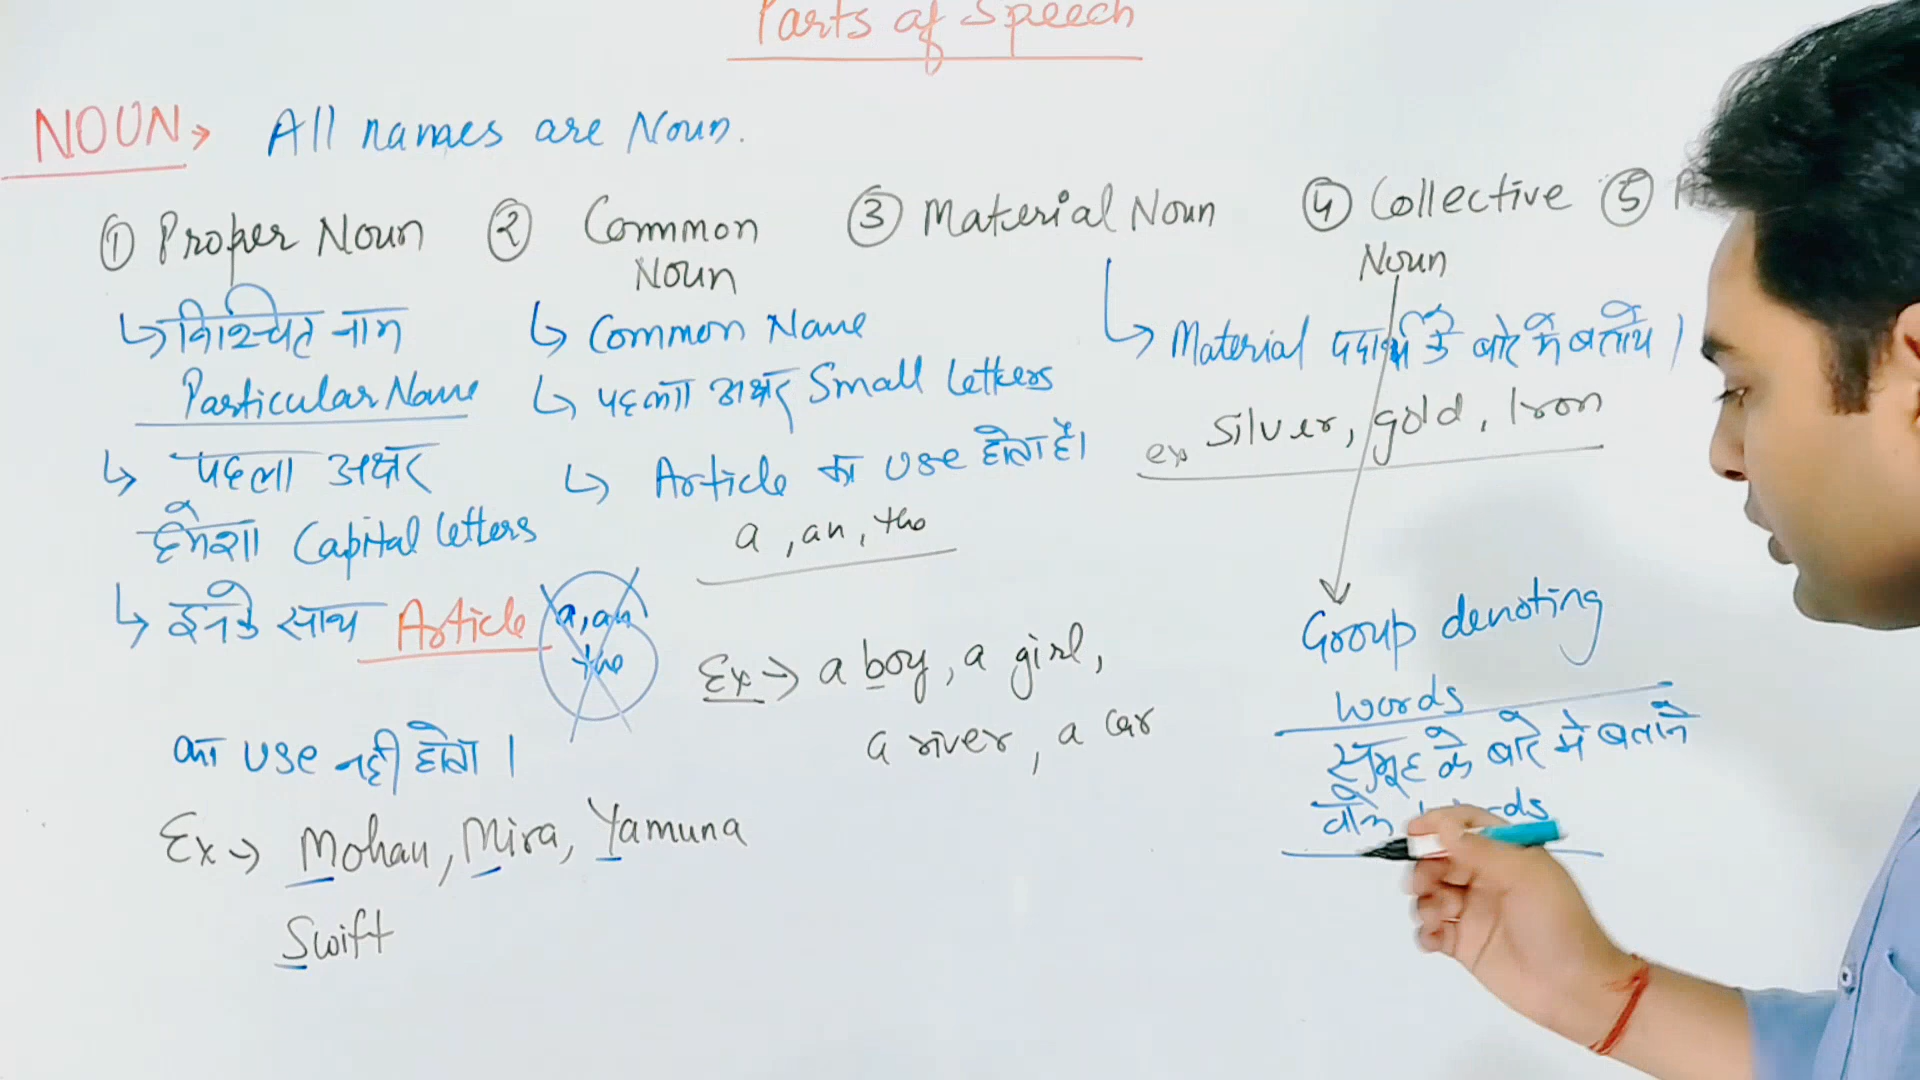 Parts of Speech
NOUN → All names are Noun.
① Proper Noun
↳ निश्चित नाम
Particular Name
↳ पहला अक्षर
हमेशा Capital letters
↳ इनके साथ Article a, an
the
का use नहीं होता।
Ex → Mohan, Mira, Yamuna
Swift
② Common
Noun
↳ Common Name
↳ पहला अक्षर Small letters
↳ Article का use होता है।
a, an, the
Ex → a boy, a girl,
a river, a car
③ Material Noun
↳ Material पदार्थ के बारे में बताये।
ex Silver, gold, Iron
④ Collective
Noun
Group denoting
words
समूह के बारे में बताने
वाले
⑤